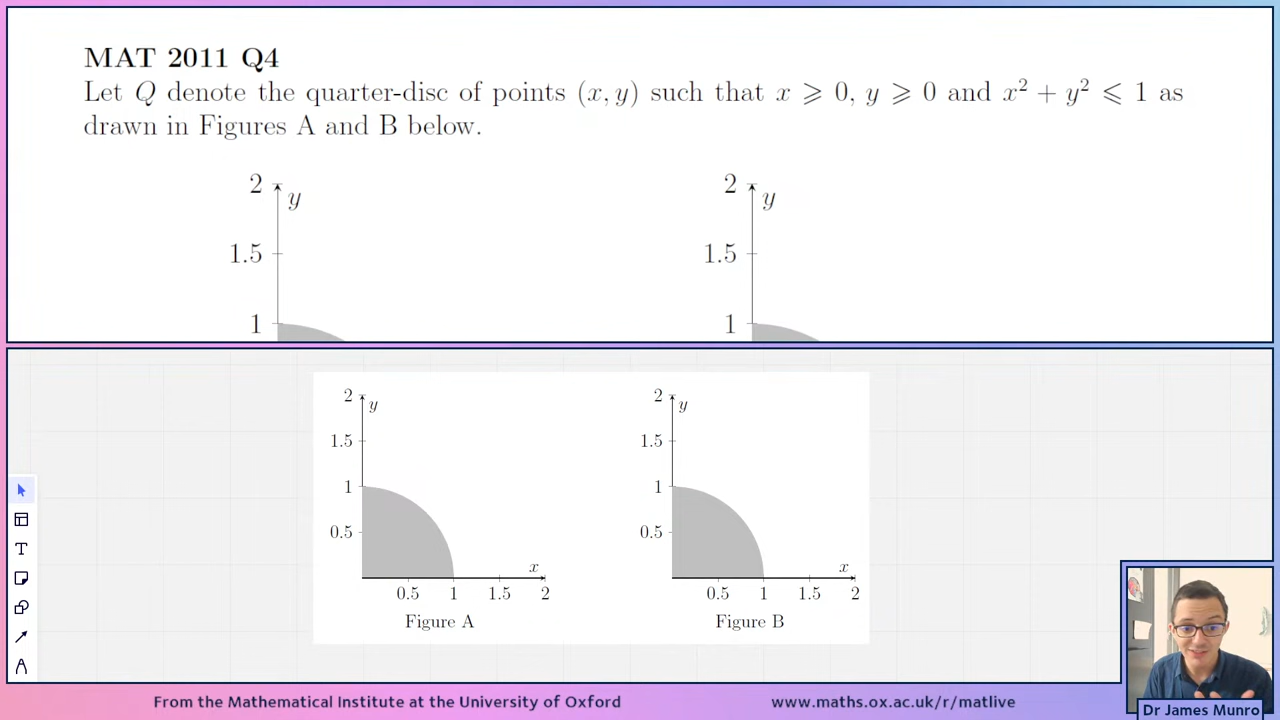 MAT 2011 Q4
Let Q denote the quarter-disc of points (x, y) such that x ⩾ 0, y ⩾ 0 and x² + y² ⩽ 1 as
drawn in Figures A and B below.
2 y 2 y
1.5 1.5
1 1
2 y 2 y
1.5 1.5
1 1
0.5 0.5
x x
0.5 1 1.5 2 0.5 1 1.5 2
Figure A Figure B
T
Dr James Munro
From the Mathematical Institute at the University of Oxford www.maths.ox.ac.uk/r/matlive